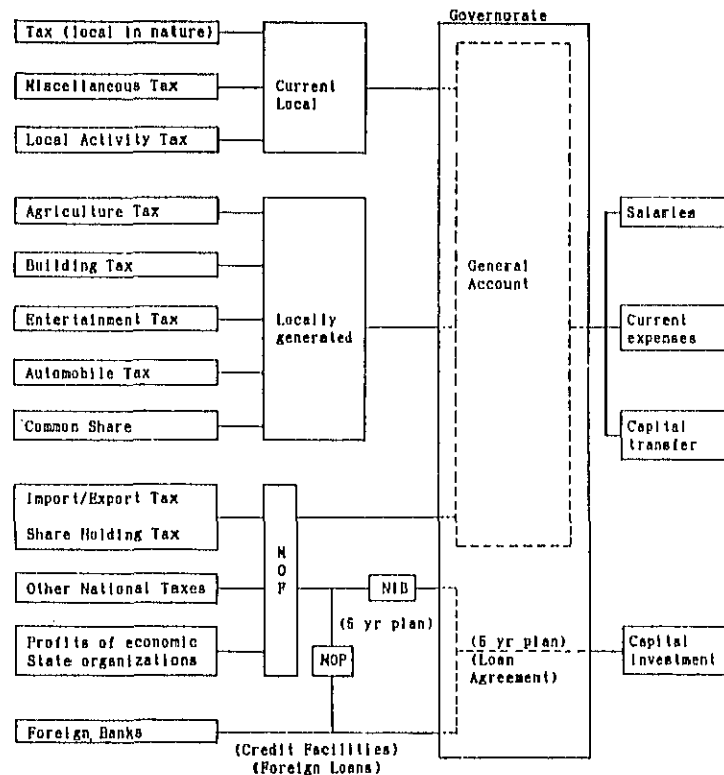 Governorate
Tax (local in nature)
Miscellaneous Tax
Local Activity Tax
Current
Local
Agriculture Tax
Building Tax
Entertainment Tax
Automobile Tax
Common Share
Locally
generated
General
Account
Salaries
Current
expenses
Capital
transfer
Import/Export Tax
Share Holding Tax
Other National Taxes
Profits of economic
State organizations
Foreign Banks
M
O
F
NIB
(5 yr plan)
MOP
(Credit Facilities)
(Foreign Loans)
(5 yr plan)
(Loan
Agreement)
Capital
Investment